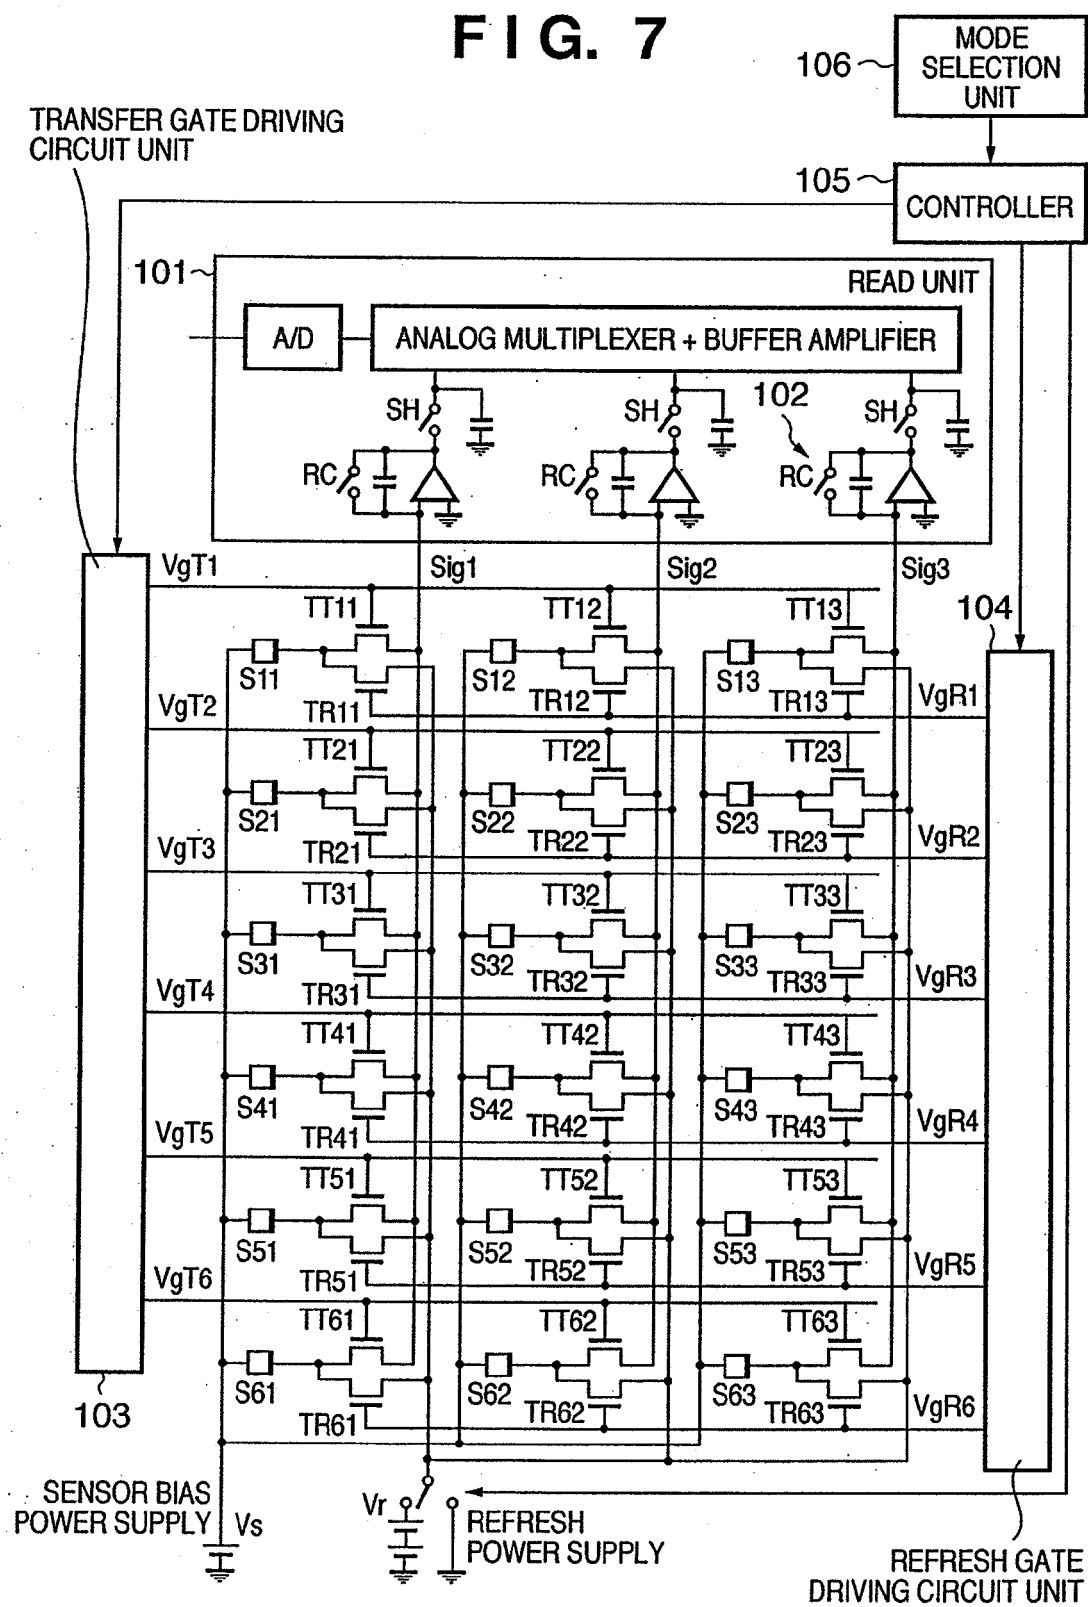 FIG. 7
106
MODE
SELECTION
UNIT
TRANSFER GATE DRIVING
CIRCUIT UNIT
105
CONTROLLER
101
READ UNIT
A/D
ANALOG MULTIPLEXER + BUFFER AMPLIFIER
SH
SH
102
SH
RC
RC
RC
VgT1
Sig1
Sig2
Sig3
TT11
TT12
TT13
104
S11
S12
S13
VgT2
TR11
TR12
TR13
VgR1
TT21
TT22
TT23
S21
S22
S23
VgT3
TR21
TR22
TR23
VgR2
TT31
TT32
TT33
S31
S32
S33
VgT4
TR31
TR32
TR33
VgR3
TT41
TT42
TT43
S41
S42
S43
VgT5
TR41
TR42
TR43
VgR4
TT51
TT52
TT53
S51
S52
S53
VgT6
TR51
TR52
TR53
VgR5
TT61
TT62
TT63
S61
S62
S63
103
TR61
TR62
TR63
VgR6
SENSOR BIAS
POWER SUPPLY
Vs
Vr
REFRESH
POWER SUPPLY
REFRESH GATE
DRIVING CIRCUIT UNIT